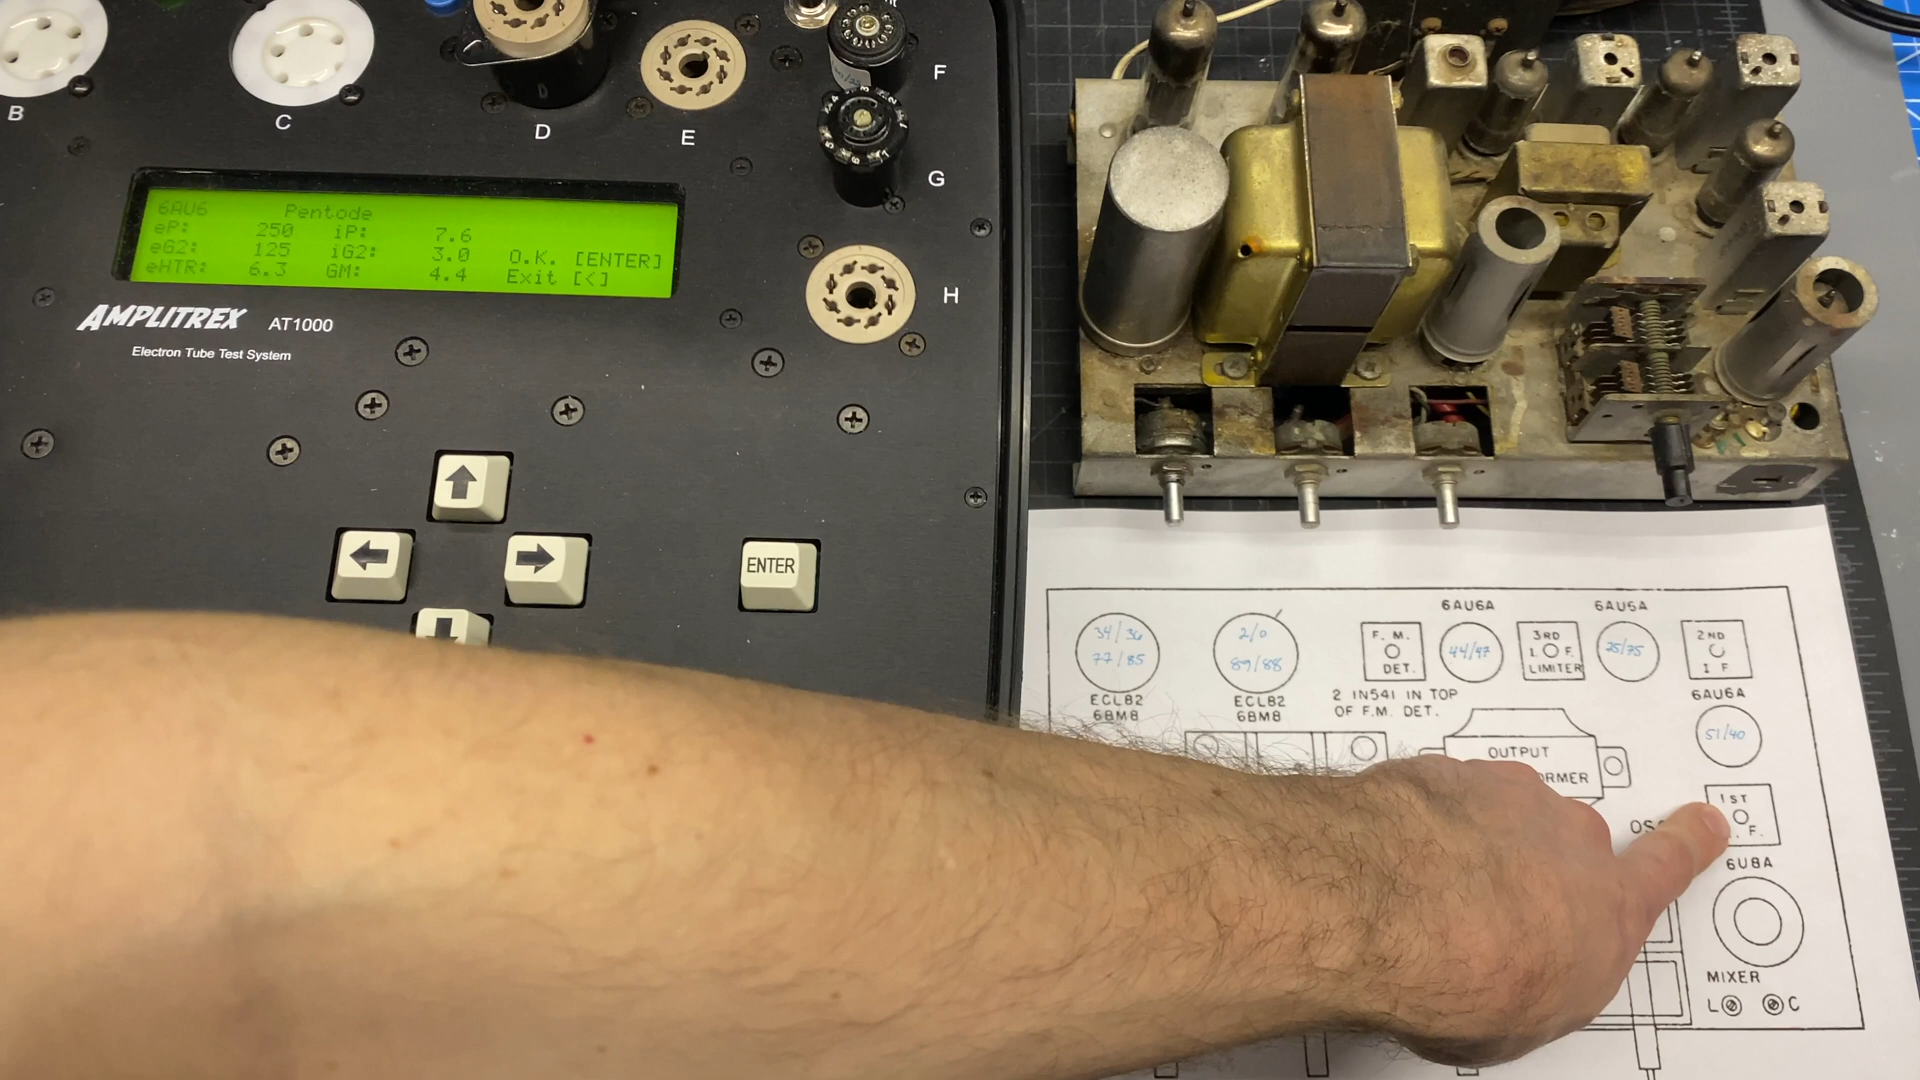 B
C
D
E
F
G
H
6AU6 Pentode
eP: 250 iP: 7.6
eG2: 125 iG2: 3.0 O.K. [ENTER]
eHTR: 6.3 GM: 4.4 Exit [<]
AMPLITREX AT1000
Electron Tube Test System
ENTER
34/36
77/85
ECL82
6BM8
2/0
89/88
ECL82
6BM8
F. M.
DET.
2 IN541 IN TOP
OF F.M. DET.
6AU6A
44/47
3RD
I. F.
LIMITER
6AU6A
25/75
2ND
I F
6AU6A
51/40
OUTPUT
1ST
. F.
6U8A
MIXER
L C